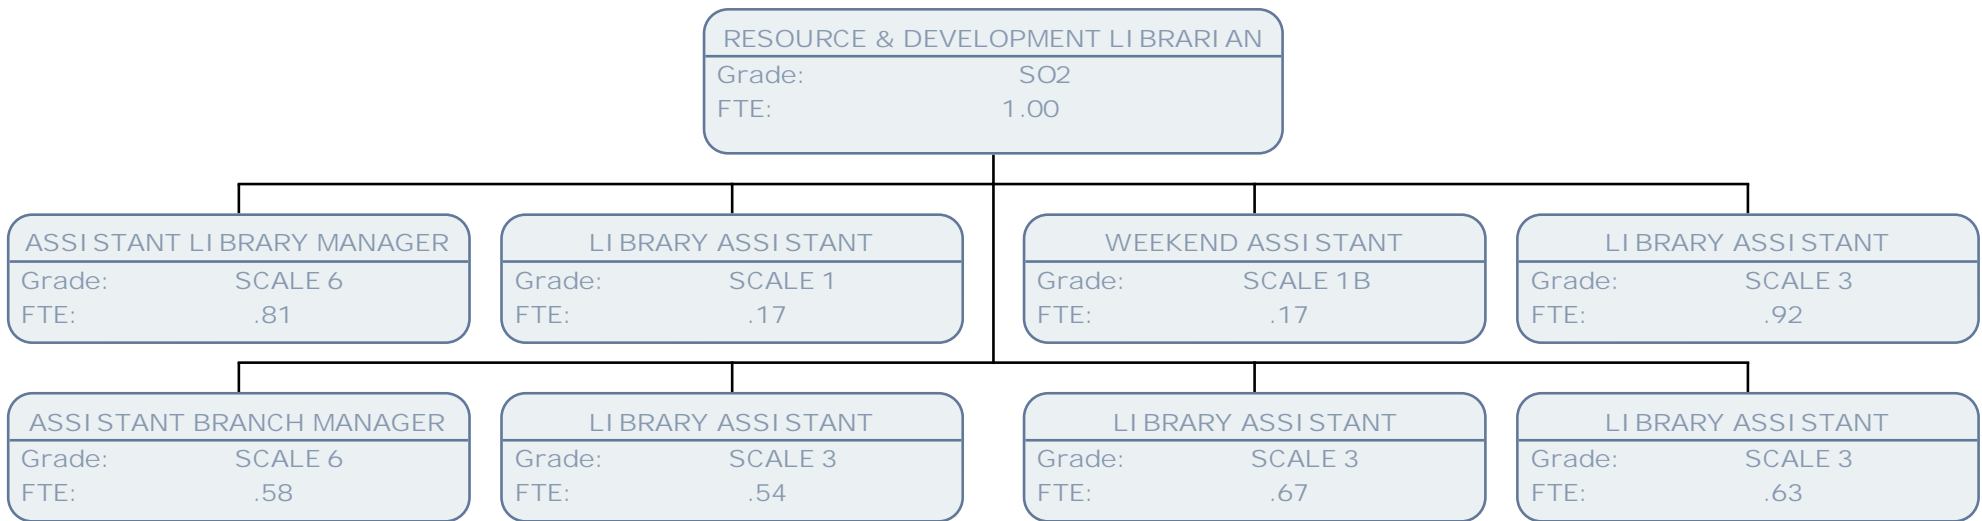 RESOURCE & DEVELOPMENT LIBRARIAN
Grade: SO2
FTE: 1.00
ASSISTANT LIBRARY MANAGER
Grade: SCALE 6
FTE: .81
LIBRARY ASSISTANT
Grade: SCALE 1
FTE: .17
WEEKEND ASSISTANT
Grade: SCALE 1B
FTE: .17
LIBRARY ASSISTANT
Grade: SCALE 3
FTE: .92
ASSISTANT BRANCH MANAGER
Grade: SCALE 6
FTE: .58
LIBRARY ASSISTANT
Grade: SCALE 3
FTE: .54
LIBRARY ASSISTANT
Grade: SCALE 3
FTE: .67
LIBRARY ASSISTANT
Grade: SCALE 3
FTE: .63